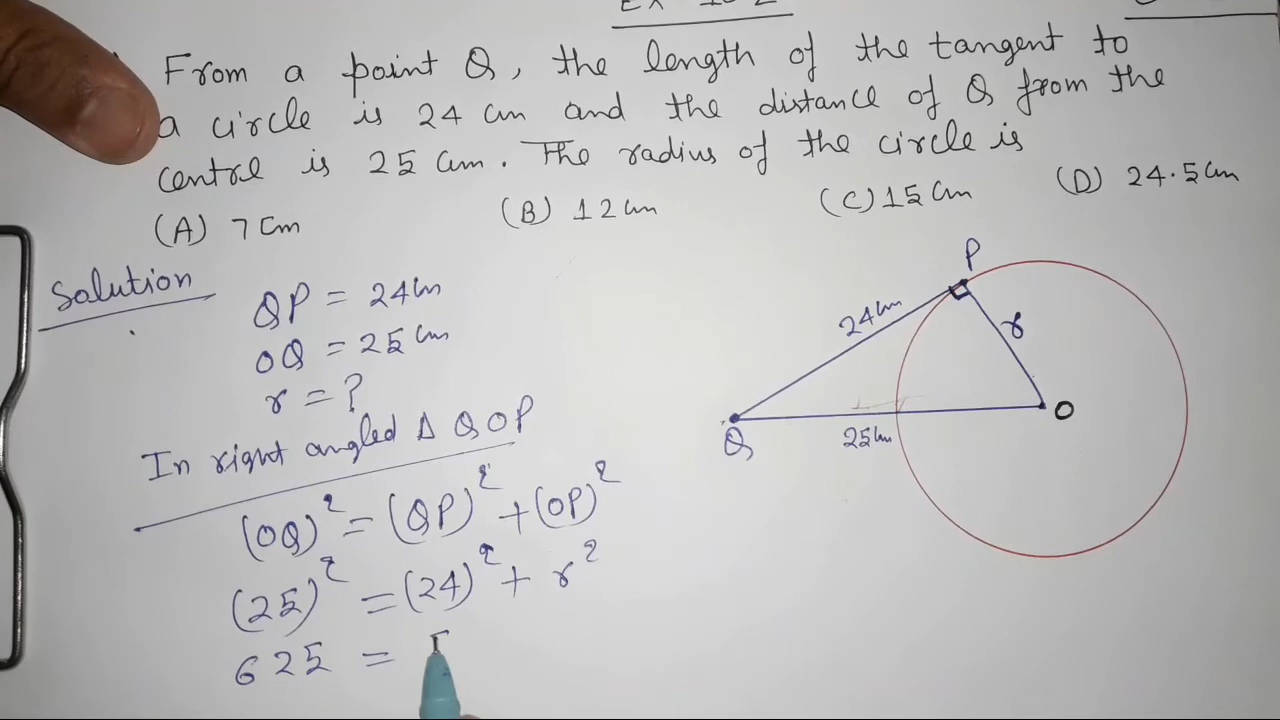 From a point Q, the length of the tangent to
a circle is 24 cm and the distance of Q from the
centre is 25 cm. The radius of the circle is
(A) 7 cm (B) 12 cm (C) 15 cm (D) 24.5 cm
Solution
QP = 24 cm
OQ = 25 cm
r = ?
In right angled Δ QOP
(OQ)² = (QP)² + (OP)²
(25)² = (24)² + r²
625 = 5
P
24 cm
r
Q
25 cm
O